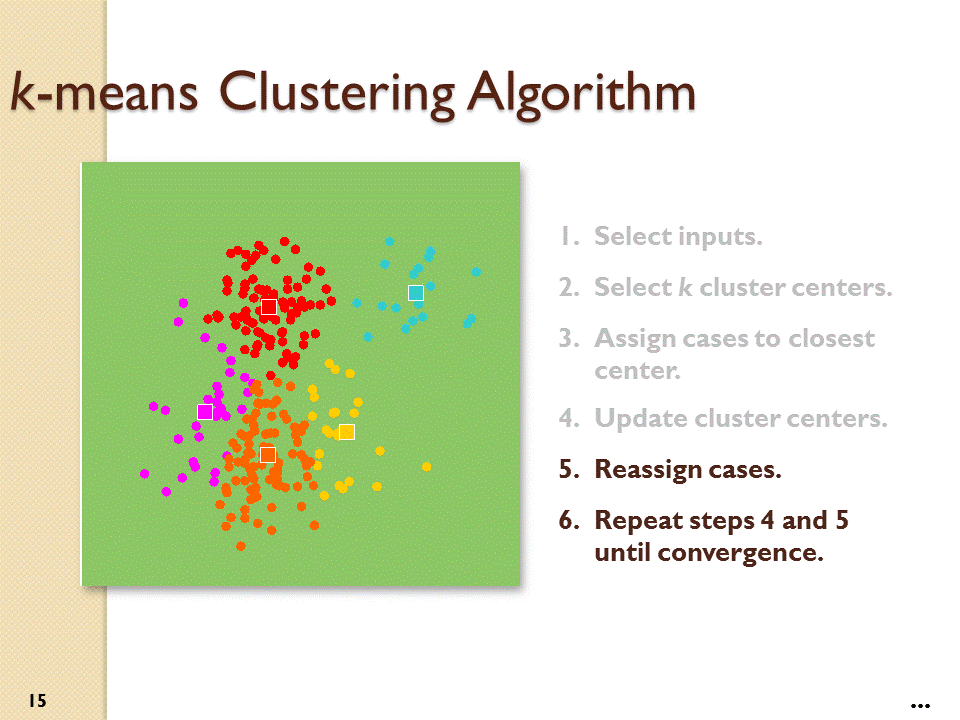 k-means Clustering Algorithm
1. Select inputs.
2. Select k cluster centers.
3. Assign cases to closest
center.
4. Update cluster centers.
5. Reassign cases.
6. Repeat steps 4 and 5
until convergence.
15
...